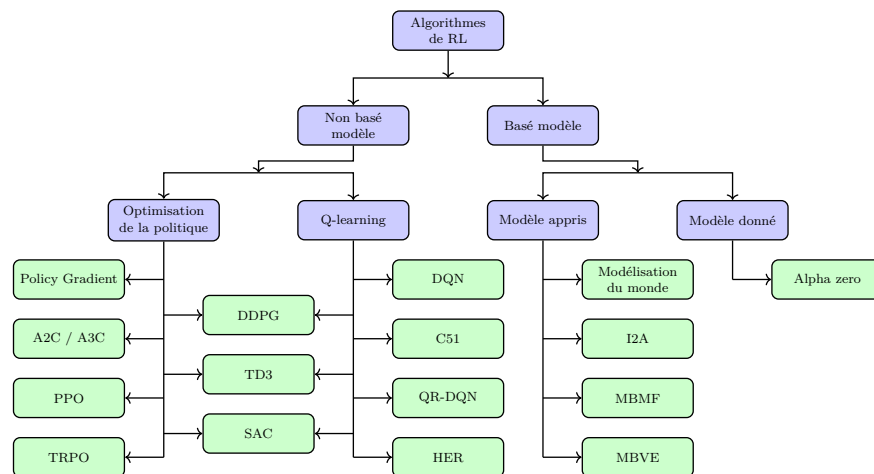 Algorithmes
de RL
Non basé
modèle
Basé modèle
Optimisation
de la politique
Q-learning
Modèle appris
Modèle donné
Policy Gradient
DQN
Modélisation
du monde
Alpha zero
DDPG
A2C / A3C
C51
I2A
TD3
PPO
QR-DQN
MBMF
SAC
TRPO
HER
MBVE